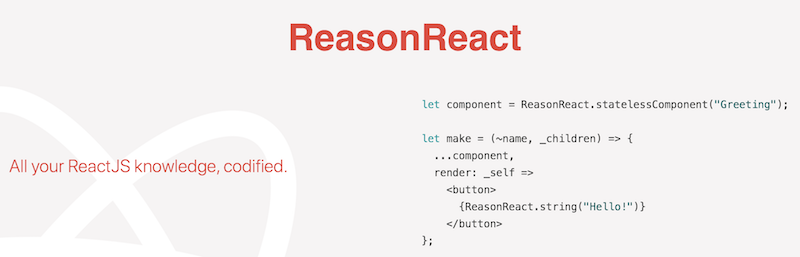 ReasonReact
All your ReactJS knowledge, codified.
let component = ReasonReact.statelessComponent("Greeting");
let make = (~name, _children) => {
  ...component,
  render: _self =>
    <button>
      {ReasonReact.string("Hello!")}
    </button>
};